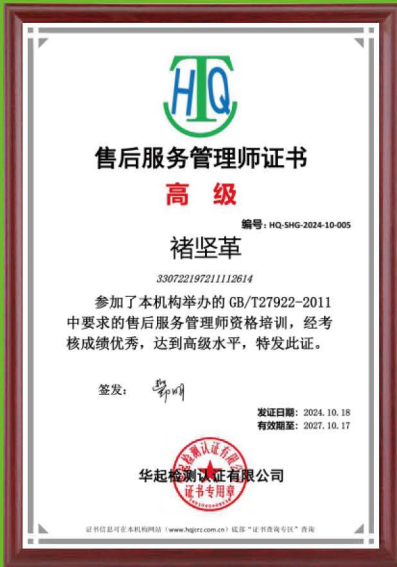 HTQ
售后服务管理师证书
高 级
编号：HQ-SHG-2024-10-005
褚坚革
330722197211112614
参加了本机构举办的 GB/T27922-2011
中要求的售后服务管理师资格培训，经考
核成绩优秀，达到高级水平，特发此证。
签发：
发证日期：2024.10.18
有效期至：2027.10.17
华起检测认证有限公司
证书专用章
证书信息可在本机构网站（www.hqjcrz.com.cn）底部“证书查询专区”查询